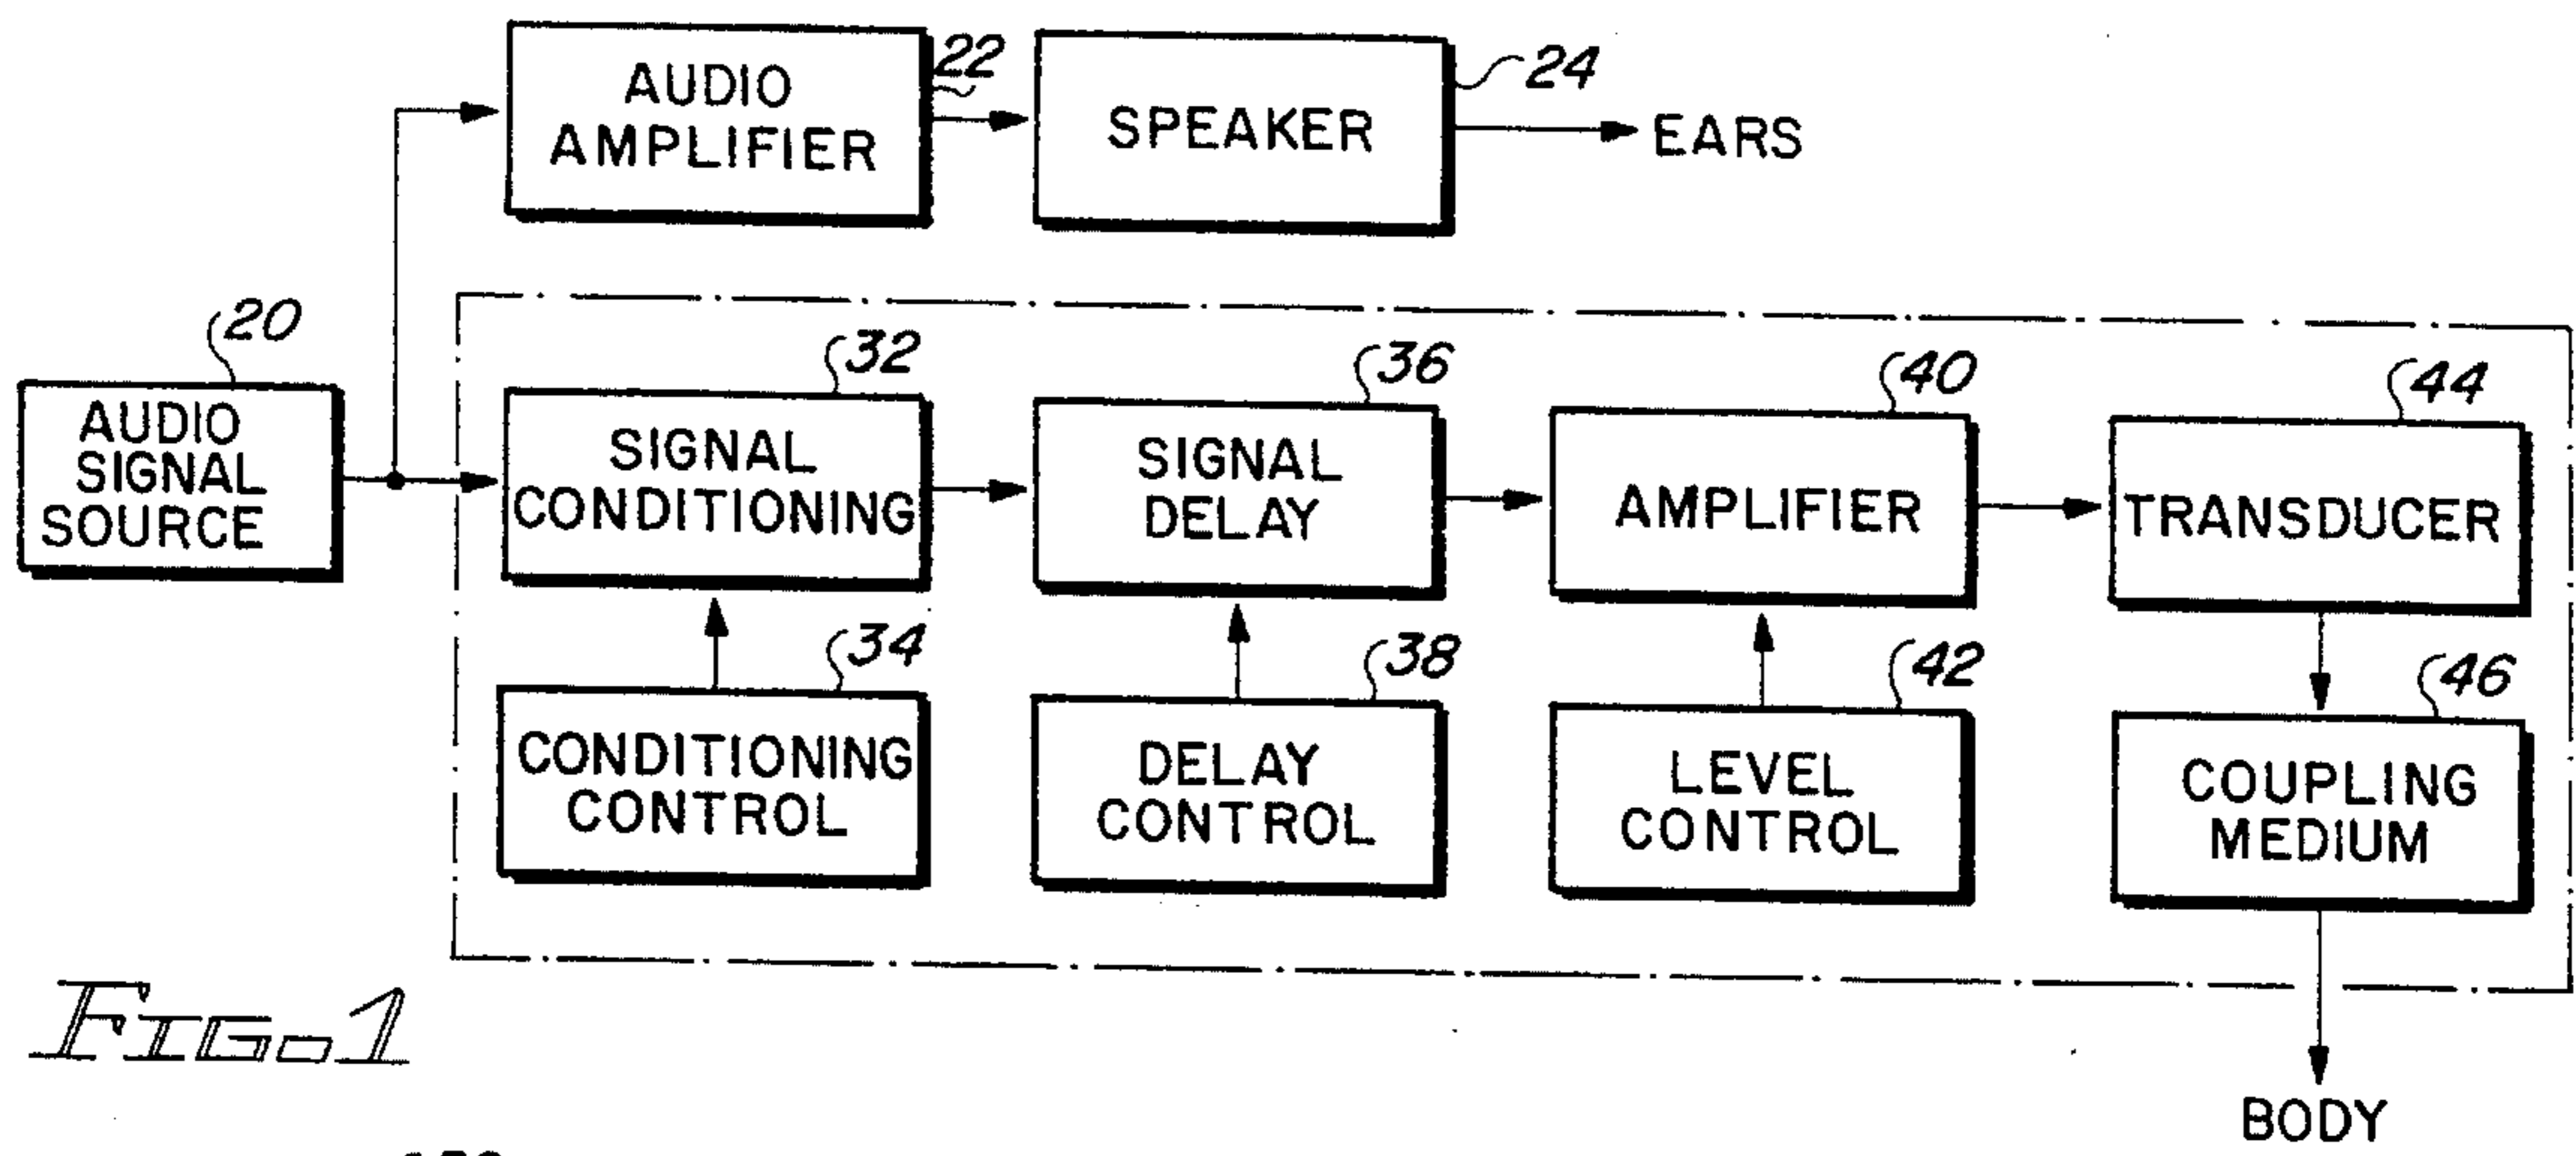 AUDIO
AMPLIFIER
22
SPEAKER
24
EARS
20
AUDIO
SIGNAL
SOURCE
32
SIGNAL
CONDITIONING
36
SIGNAL
DELAY
40
AMPLIFIER
44
TRANSDUCER
34
CONDITIONING
CONTROL
38
DELAY
CONTROL
42
LEVEL
CONTROL
46
COUPLING
MEDIUM
BODY
FIG. 1